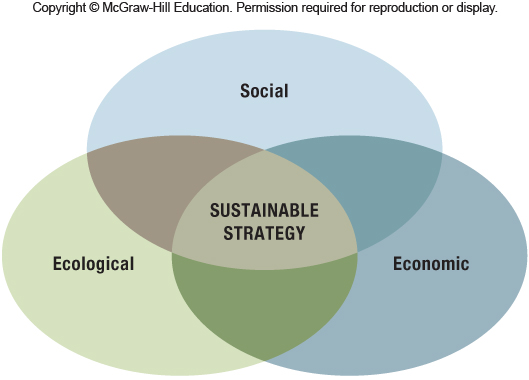 Copyright © McGraw-Hill Education. Permission required for reproduction or display.
Social
SUSTAINABLE
STRATEGY
Ecological
Economic